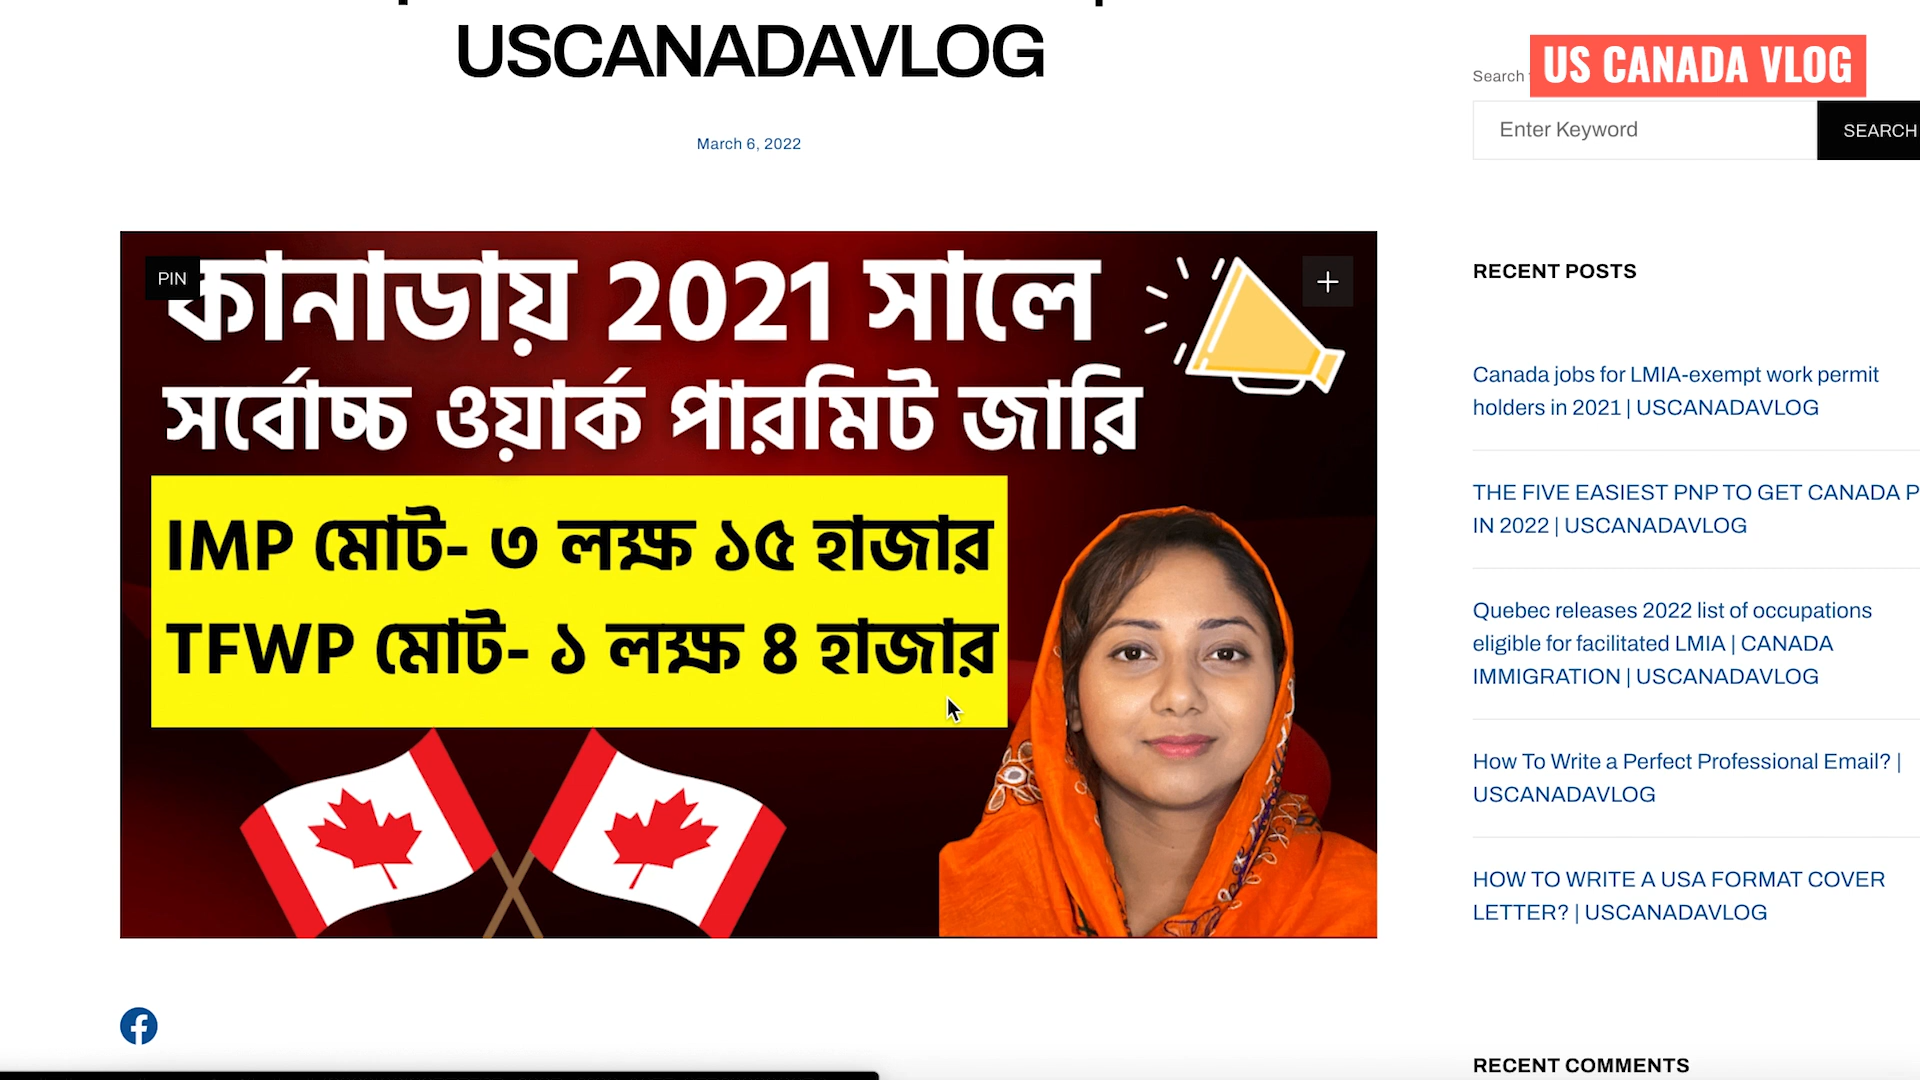 USCANADAVLOG
March 6, 2022
PIN
কানাডায় 2021 সালে
সর্বোচ্চ ওয়ার্ক পারমিট জারি
IMP মোট- ৩ লক্ষ ১৫ হাজার
TFWP মোট- ১ লক্ষ ৪ হাজার
US CANADA VLOG
Search
Enter Keyword
SEARCH
RECENT POSTS
Canada jobs for LMIA-exempt work permit
holders in 2021 | USCANADAVLOG
THE FIVE EASIEST PNP TO GET CANADA P
IN 2022 | USCANADAVLOG
Quebec releases 2022 list of occupations
eligible for facilitated LMIA | CANADA
IMMIGRATION | USCANADAVLOG
How To Write a Perfect Professional Email? |
USCANADAVLOG
HOW TO WRITE A USA FORMAT COVER
LETTER? | USCANADAVLOG
RECENT COMMENTS